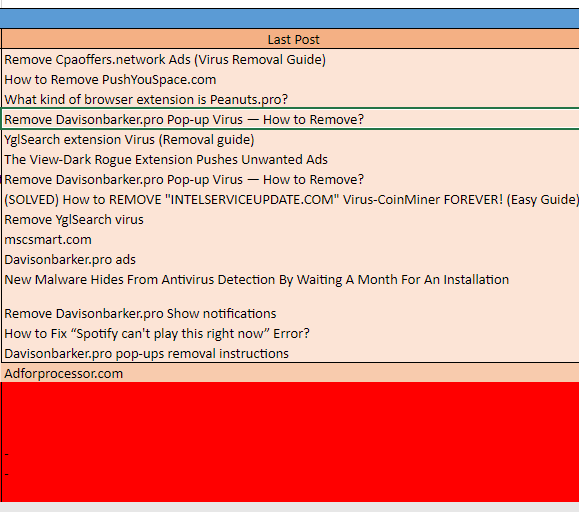 Last Post
Remove Cpaoffers.network Ads (Virus Removal Guide)
How to Remove PushYouSpace.com
What kind of browser extension is Peanuts.pro?
Remove Davisonbarker.pro Pop-up Virus — How to Remove?
YglSearch extension Virus (Removal guide)
The View-Dark Rogue Extension Pushes Unwanted Ads
Remove Davisonbarker.pro Pop-up Virus — How to Remove?
(SOLVED) How to REMOVE "INTELSERVICEUPDATE.COM" Virus-CoinMiner FOREVER! (Easy Guide)
Remove YglSearch virus
mscsmart.com
Davisonbarker.pro ads
New Malware Hides From Antivirus Detection By Waiting A Month For An Installation
Remove Davisonbarker.pro Show notifications
How to Fix “Spotify can't play this right now” Error?
Davisonbarker.pro pop-ups removal instructions
Adforprocessor.com
-
-